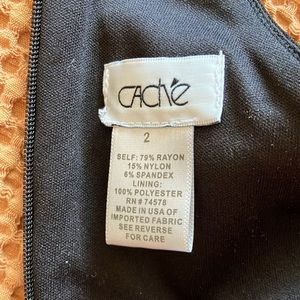 CACHÉ
2
SELF: 79% RAYON
15% NYLON
6% SPANDEX
LINING:
100% POLYESTER
RN # 74578
MADE IN USA OF
IMPORTED FABRIC
SEE REVERSE
FOR CARE